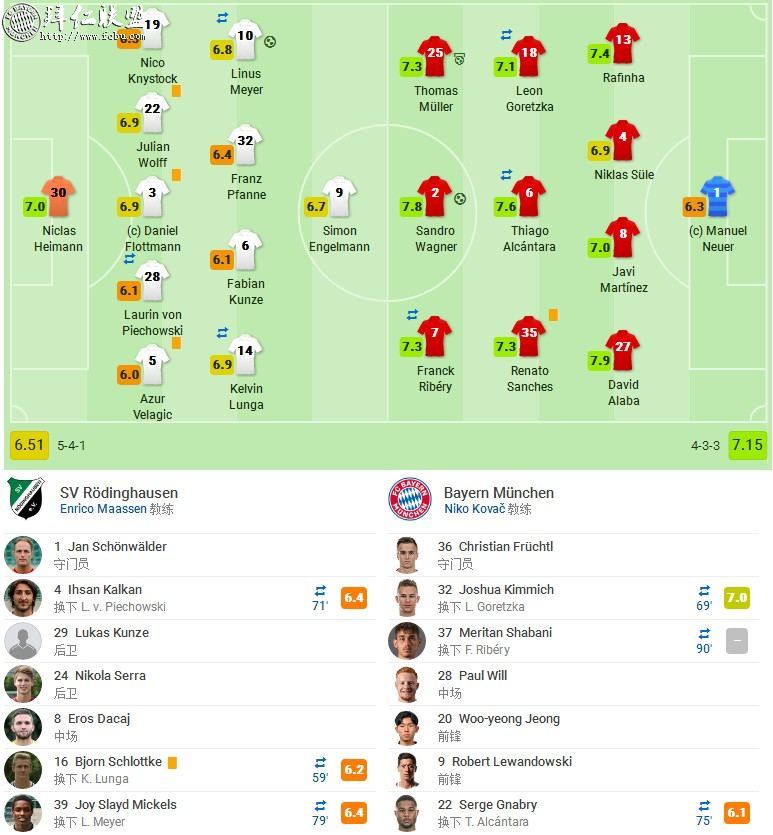 拜仁联盟
http://www.fcbu.com
19
6.5
Nico
Knystock
10
6.8
Linus
Meyer
22
6.9
Julian
Wolff
32
6.4
Franz
Pfanne
30
7.0
Niclas
Heimann
3
6.9
(c) Daniel
Flottmann
9
6.7
Simon
Engelmann
6
6.1
Fabian
Kunze
28
6.1
Laurin von
Piechowski
14
6.9
Kelvin
Lunga
5
6.0
Azur
Velagic
25
7.3
Thomas
Müller
18
7.1
Leon
Goretzka
13
7.4
Rafinha
4
6.9
Niklas Süle
2
7.8
Sandro
Wagner
6
7.6
Thiago
Alcántara
1
6.3
(c) Manuel
Neuer
8
7.0
Javi
Martínez
7
7.3
Franck
Ribéry
35
7.3
Renato
Sanches
27
7.9
David
Alaba
6.51 5-4-1
4-3-3 7.15
SV Rödinghausen
Enrico Maassen 教练
1 Jan Schönwälder
守门员
4 Ihsan Kalkan
换下 L. v. Piechowski
71' 6.4
29 Lukas Kunze
后卫
24 Nikola Serra
后卫
8 Eros Dacaj
中场
16 Bjorn Schlottke
换下 K. Lunga
59' 6.2
39 Joy Slayd Mickels
换下 L. Meyer
79' 6.4
Bayern München
Niko Kovač 教练
36 Christian Früchtl
守门员
32 Joshua Kimmich
换下 L. Goretzka
69' 7.0
37 Meritan Shabani
换下 F. Ribéry
90' –
28 Paul Will
中场
20 Woo-yeong Jeong
前锋
9 Robert Lewandowski
前锋
22 Serge Gnabry
换下 T. Alcántara
75' 6.1